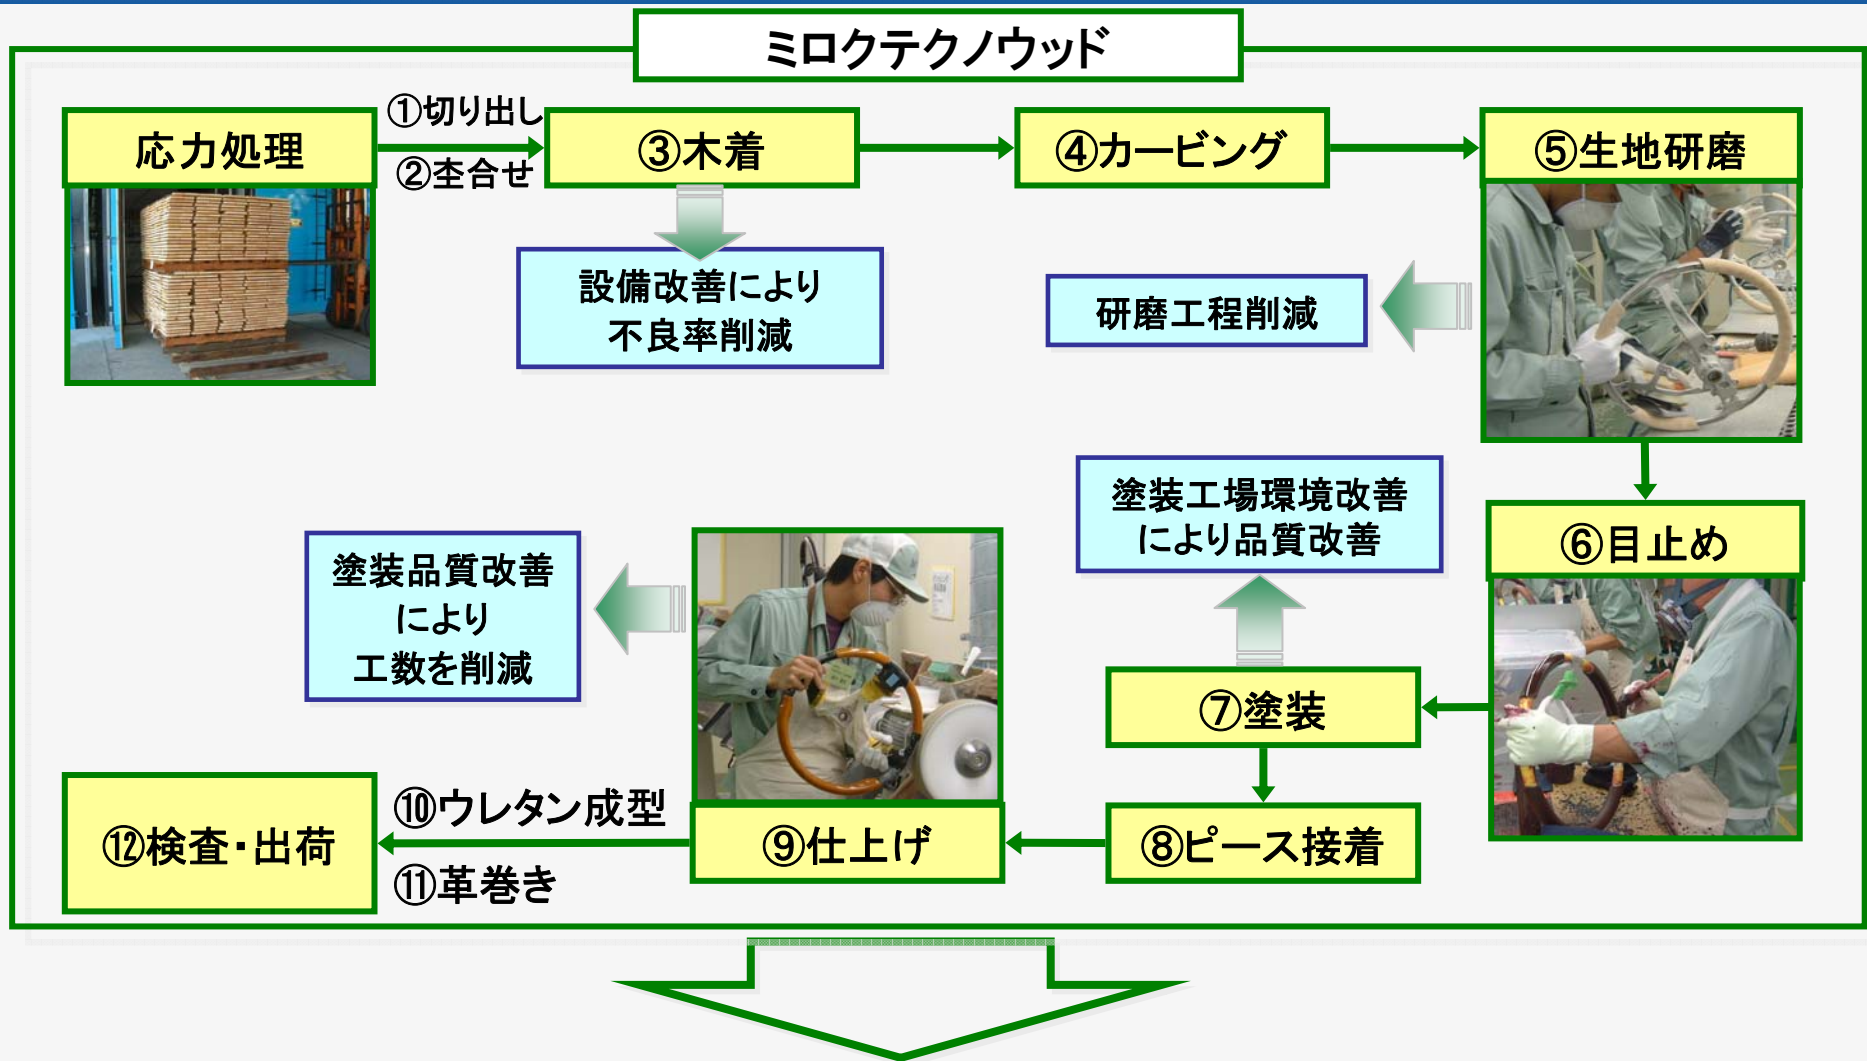 ミロクテクノウッド
応力処理
①切り出し
②杢合せ
③木着
④カービング
⑤生地研磨
設備改善により
不良率削減
研磨工程削減
⑥目止め
塗装工場環境改善
により品質改善
⑦塗装
⑧ピース接着
塗装品質改善
により
工数を削減
⑨仕上げ
⑩ウレタン成型
⑪革巻き
⑫検査・出荷